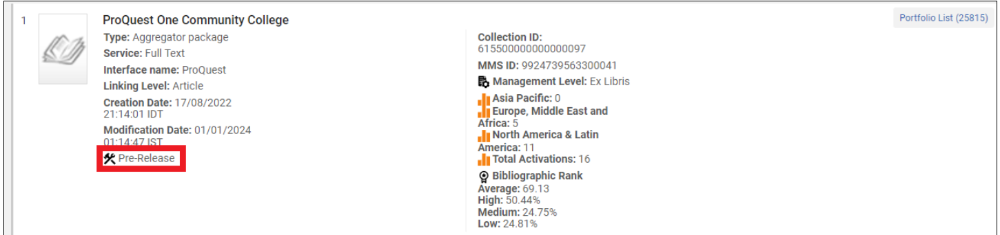 1
ProQuest One Community College
Type: Aggregator package
Service: Full Text
Interface name: ProQuest
Linking Level: Article
Creation Date: 17/08/2022
21:14:01 IDT
Modification Date: 01/01/2024
01:14:47 IST
Pre-Release
Collection ID:
615500000000000097
MMS ID: 9924739563300041
Management Level: Ex Libris
Asia Pacific: 0
Europe, Middle East and
Africa: 5
North America & Latin
America: 11
Total Activations: 16
Bibliographic Rank
Average: 69.13
High: 50.44%
Medium: 24.75%
Low: 24.81%
Portfolio List (25815)